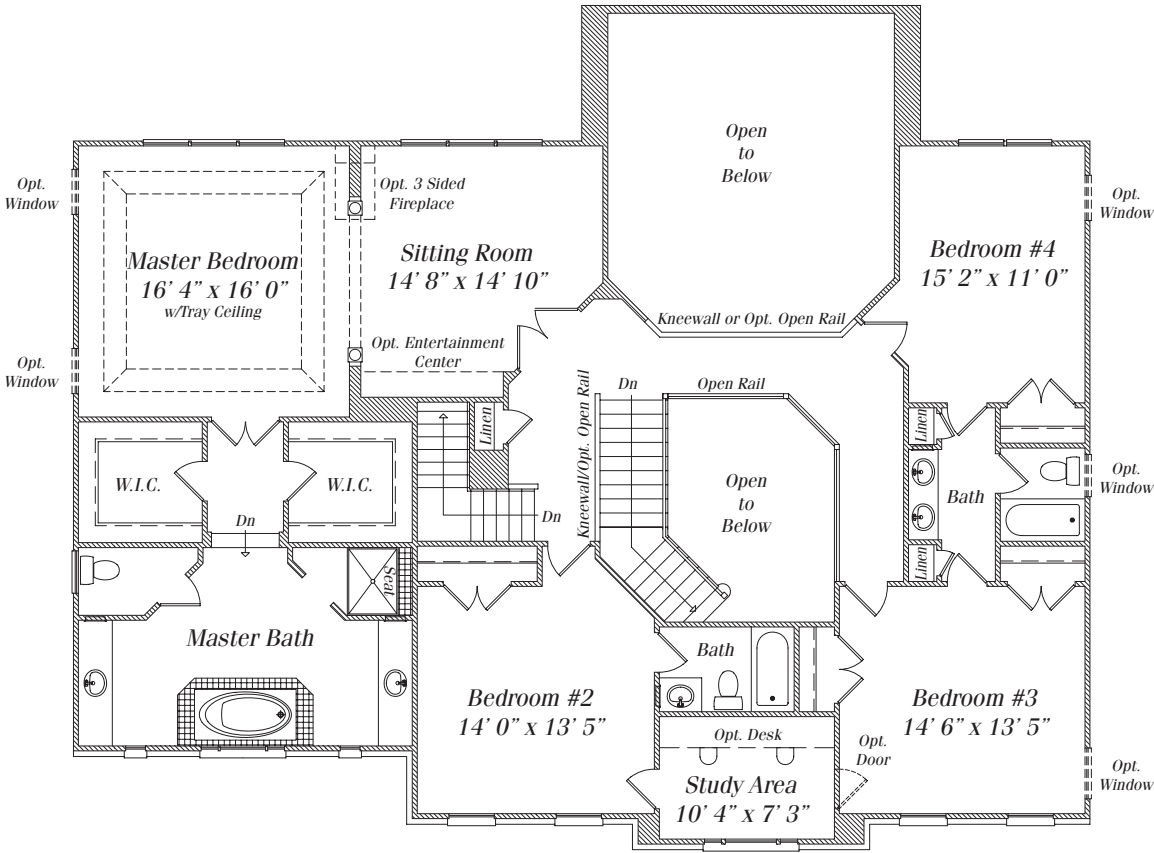 Open
to
Below
Opt.
Window
Opt. 3 Sided
Fireplace
Opt.
Window
Master Bedroom
16’ 4” x 16’ 0”
w/Tray Ceiling
Sitting Room
14’ 8” x 14’ 10”
Bedroom #4
15’ 2” x 11’ 0”
Kneewall or Opt. Open Rail
Opt.
Window
Opt. Entertainment
Center
Dn
Open Rail
Linen
Kneewall/Opt. Open Rail
Linen
W.I.C.
W.I.C.
Open
to
Below
Bath
Opt.
Window
Dn
Dn
Linen
Seat
Master Bath
Bath
Bedroom #2
14’ 0” x 13’ 5”
Bedroom #3
14’ 6” x 13’ 5”
Opt. Desk
Opt.
Door
Study Area
10’ 4” x 7’ 3”
Opt.
Window